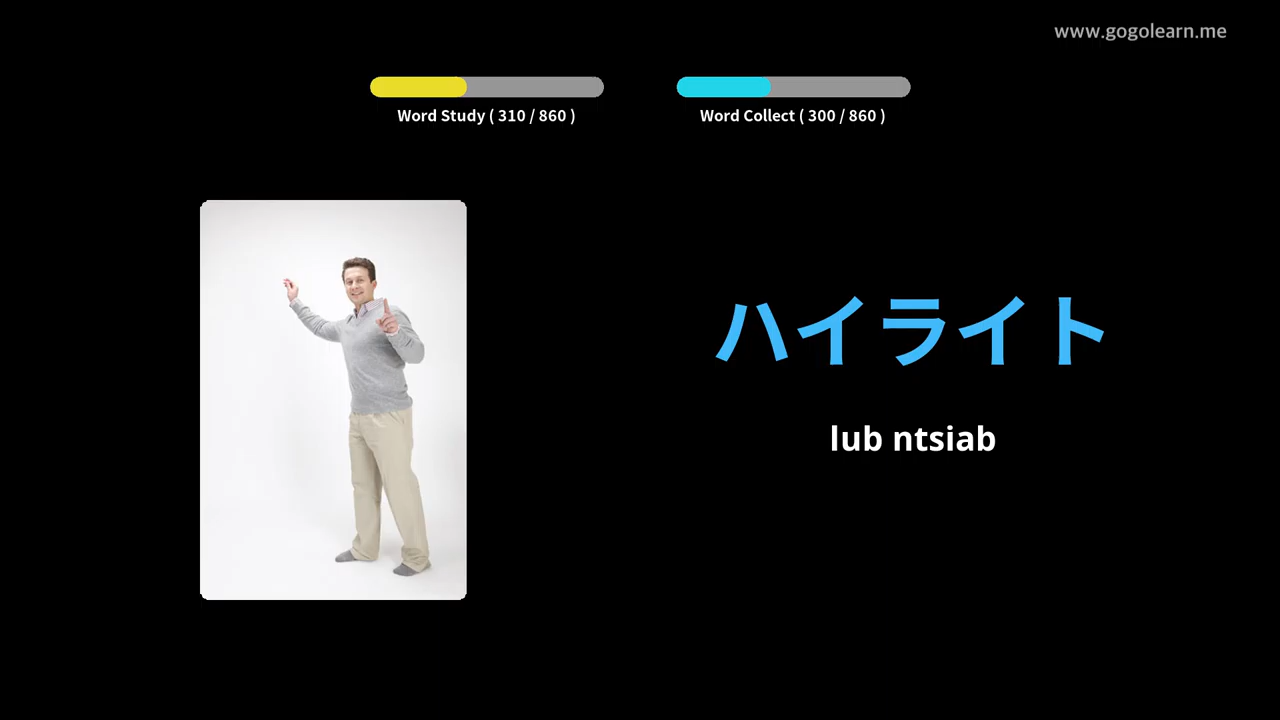 www.gogolearn.me
Word Study ( 310 / 860 )
Word Collect ( 300 / 860 )
ハイライト
lub ntsiab